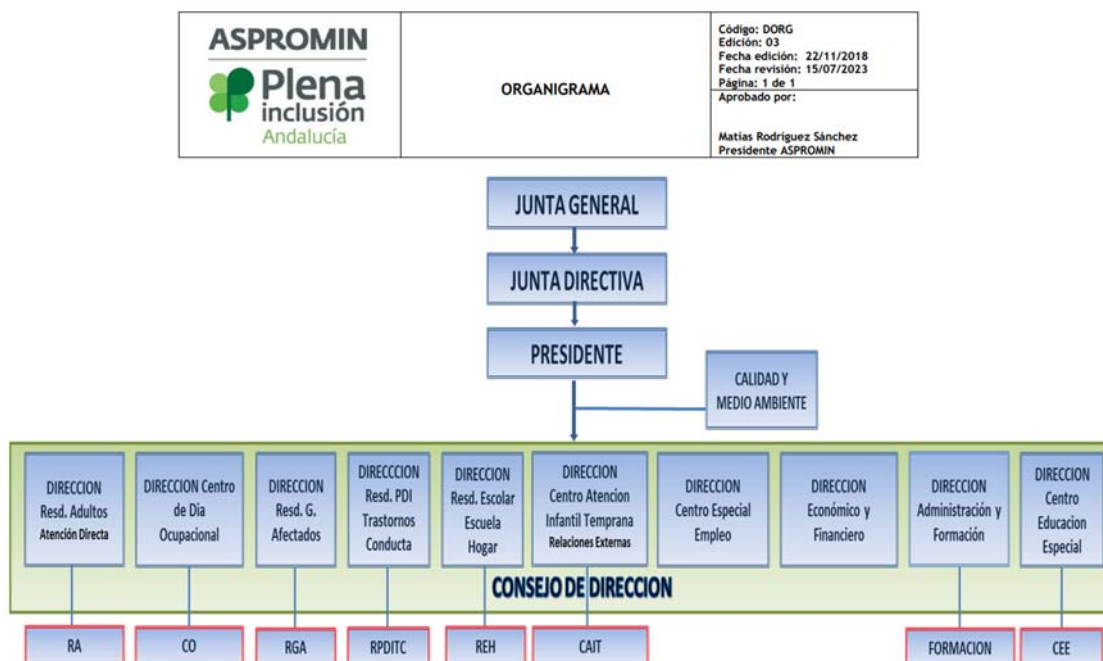 ASPROMIN
Plena
inclusión
Andalucía
ORGANIGRAMA
Código: DORG
Edición: 03
Fecha edición: 22/11/2018
Fecha revisión: 15/07/2023
Página: 1 de 1
Aprobado por:
Matías Rodríguez Sánchez
Presidente ASPROMIN
JUNTA GENERAL
JUNTA DIRECTIVA
PRESIDENTE
CALIDAD Y
MEDIO AMBIENTE
DIRECCION
Resd. Adultos
Atención Directa
DIRECCION Centro
de Dia
Ocupacional
DIRECCION
Resd. G.
Afectados
DIRECCCION
Resd. PDI
Trastornos
Conducta
DIRECCION
Resd. Escolar
Escuela
Hogar
DIRECCION
Centro Atencion
Infantil Temprana
Relaciones Externas
DIRECCION
Centro Especial
Empleo
DIRECCION
Económico y
Financiero
DIRECCION
Administración y
Formación
DIRECCION
Centro
Educacion
Especial
CONSEJO DE DIRECCION
RA
CO
RGA
RPDITC
REH
CAIT
FORMACION
CEE